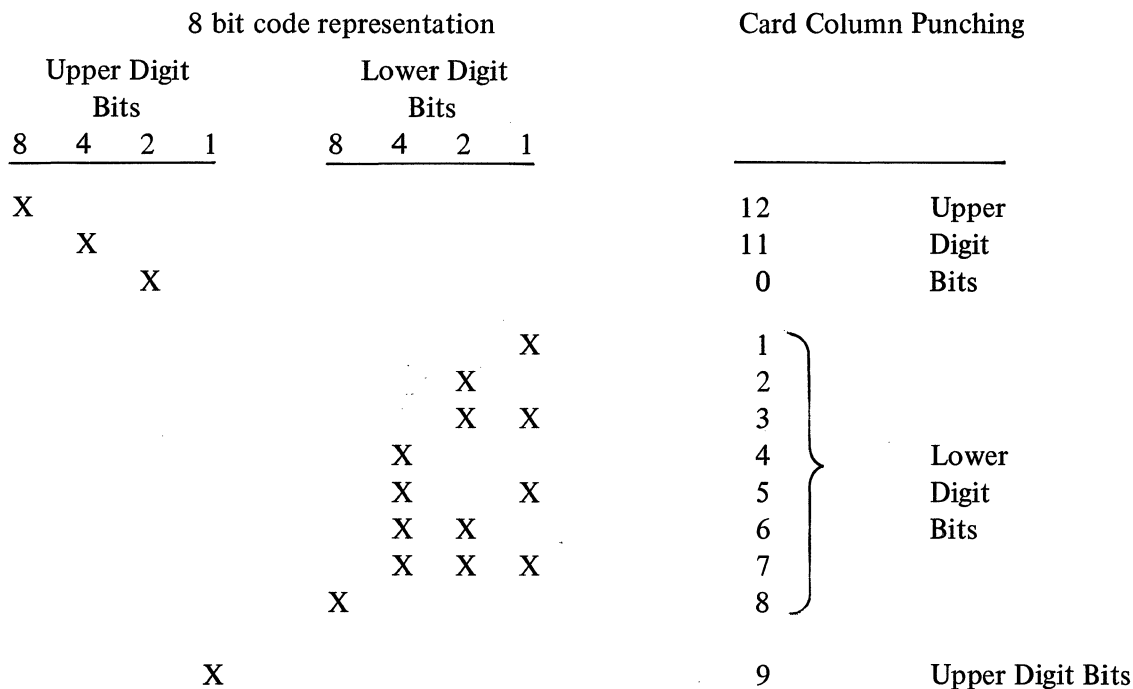 8 bit code representation Card Column Punching
Upper Digit Lower Digit
Bits Bits
8 4 2 1 8 4 2 1
X 12 Upper
X 11 Digit
X 0 Bits
X 1
X 2
X X 3
X 4 Lower
X X 5 Digit
X X 6 Bits
X X X 7
X 8
X 9 Upper Digit Bits